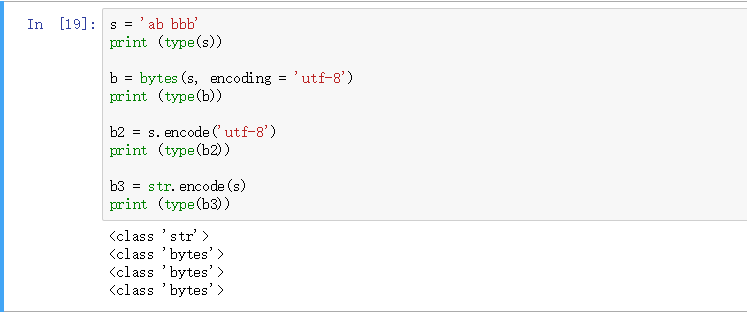 In [19]: s = 'ab bbb'
print (type(s))
b = bytes(s, encoding = 'utf-8')
print (type(b))
b2 = s.encode('utf-8')
print (type(b2))
b3 = str.encode(s)
print (type(b3))
<class 'str'>
<class 'bytes'>
<class 'bytes'>
<class 'bytes'>